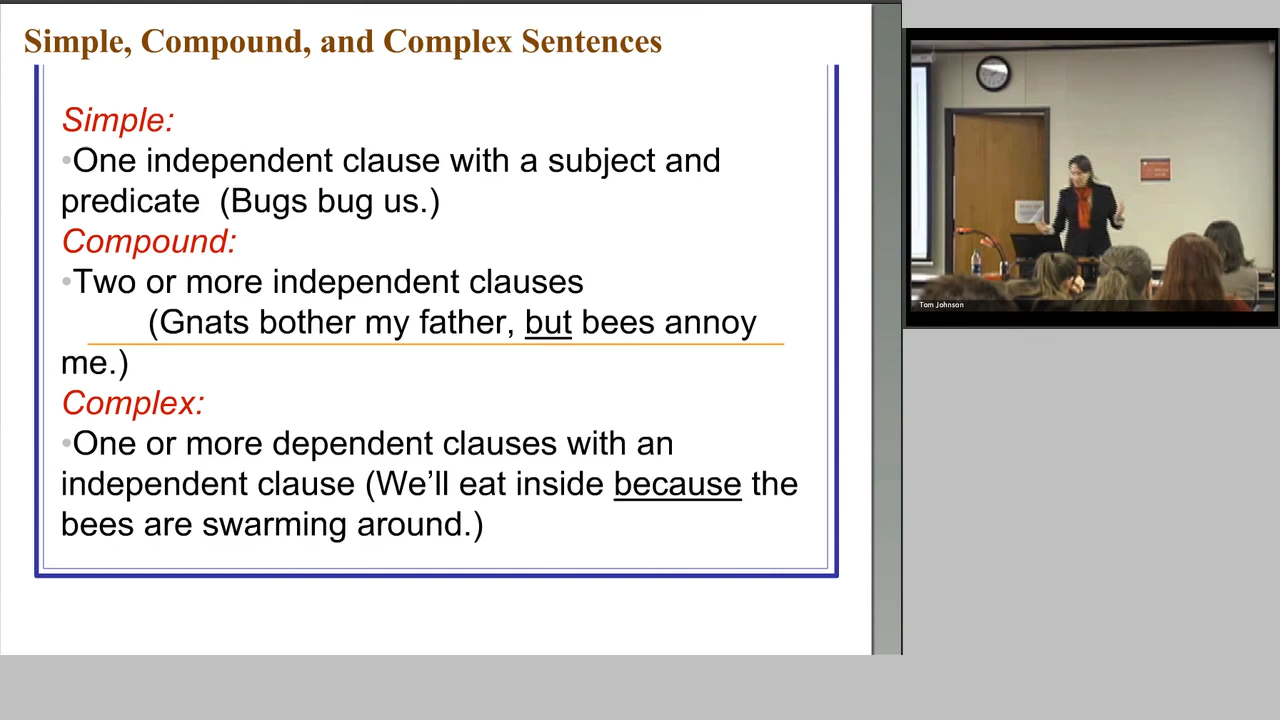 Simple, Compound, and Complex Sentences
Simple:
•One independent clause with a subject and
predicate  (Bugs bug us.)
Compound:
•Two or more independent clauses
(Gnats bother my father, but bees annoy
me.)
Complex:
•One or more dependent clauses with an
independent clause (We’ll eat inside because the
bees are swarming around.)
Tom Johnson